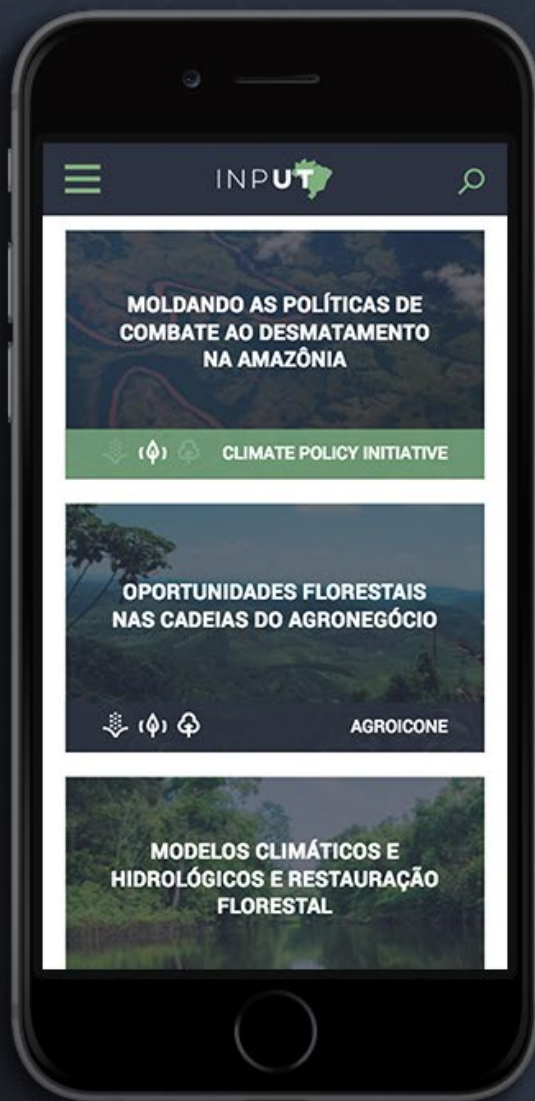 INPUT
MOLDANDO AS POLÍTICAS DE
COMBATE AO DESMATAMENTO
NA AMAZÔNIA
CLIMATE POLICY INITIATIVE
OPORTUNIDADES FLORESTAIS
NAS CADEIAS DO AGRONEGÓCIO
AGROICONE
MODELOS CLIMÁTICOS E
HIDROLÓGICOS E RESTAURAÇÃO
FLORESTAL